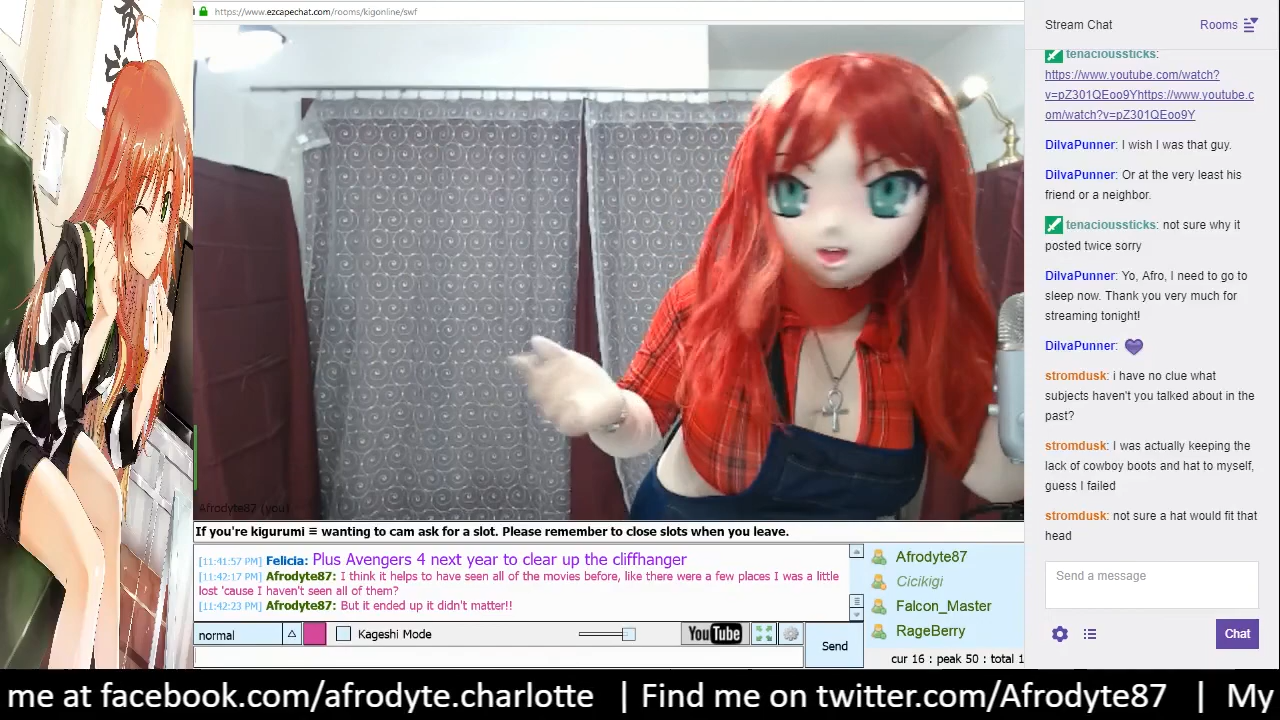 https://www.ezcapechat.com/rooms/kigonline/swf
Afrodyte87 (you)
If you're kigurumi ≡ wanting to cam ask for a slot. Please remember to close slots when you leave.
[11:41:57 PM] Felicia: Plus Avengers 4 next year to clear up the cliffhanger
[11:42:17 PM] Afrodyte87: I think it helps to have seen all of the movies before, like there were a few places I was a little
lost 'cause I haven't seen all of them?
[11:42:23 PM] Afrodyte87: But it ended up it didn't matter!!
normal
Kageshi Mode
YouTube
Send
Afrodyte87
Cicikigi
Falcon_Master
RageBerry
cur 16 : peak 50 : total 1
Stream Chat
Rooms
tenacioussticks:
https://www.youtube.com/watch?
v=pZ301QEoo9Yhttps://www.youtube.c
om/watch?v=pZ301QEoo9Y
DilvaPunner: I wish I was that guy.
DilvaPunner: Or at the very least his
friend or a neighbor.
tenacioussticks: not sure why it
posted twice sorry
DilvaPunner: Yo, Afro, I need to go to
sleep now. Thank you very much for
streaming tonight!
DilvaPunner:
stromdusk: i have no clue what
subjects haven't you talked about in the
past?
stromdusk: I was actually keeping the
lack of cowboy boots and hat to myself,
guess I failed
stromdusk: not sure a hat would fit that
head
Send a message
Chat
me at facebook.com/afrodyte.charlotte | Find me on twitter.com/Afrodyte87 | My